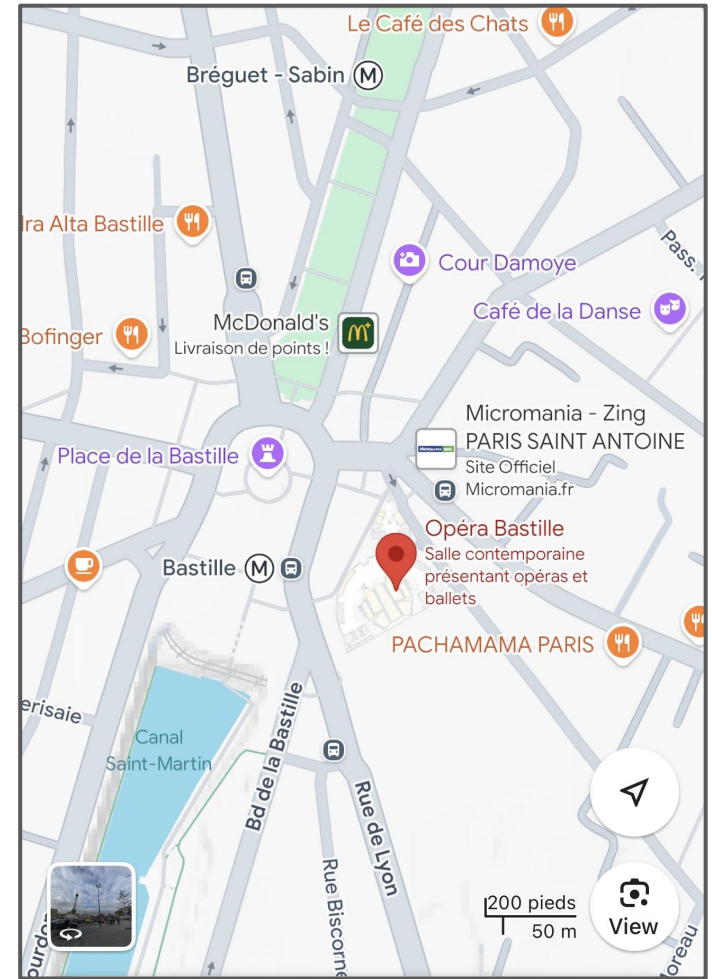 Le Café des Chats
Bréguet - Sabin M
lra Alta Bastille
Pass.
Cour Damoye
Café de la Danse
McDonald's
Livraison de points !
Bofinger
Micromania - Zing
PARIS SAINT ANTOINE
Site Officiel
Micromania.fr
Place de la Bastille
Opéra Bastille
Salle contemporaine
présentant opéras et
ballets
Bastille M
PACHAMAMA PARIS
erisaie
Canal
Saint-Martin
Bd de la Bastille
Rue de Lyon
Rue Biscorne
200 pieds
50 m
View
ourdon
Moreau